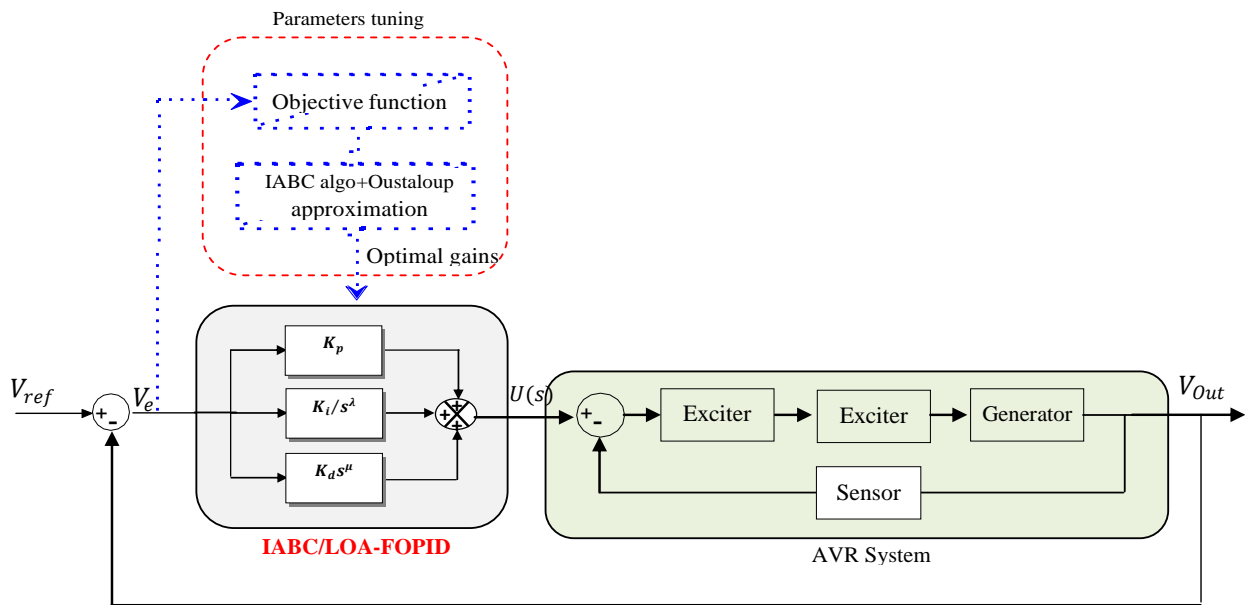 Parameters tuning
Objective function
IABC algo+Oustaloup
approximation
Optimal gains
V_ref
+
-
V_e
K_p
K_i/s^λ
K_d s^μ
+
+
+
U(s)
+
-
Exciter
Exciter
Generator
V_Out
Sensor
IABC/LOA-FOPID
AVR System